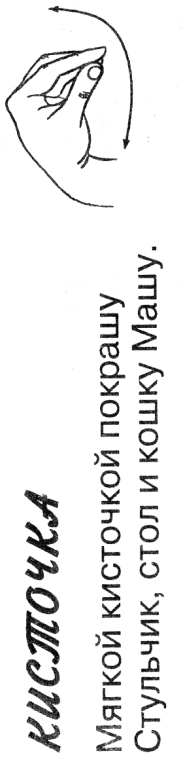 КИСТОЧКА
Мягкой кисточкой покрашу
Стульчик, стол и кошку Машу.